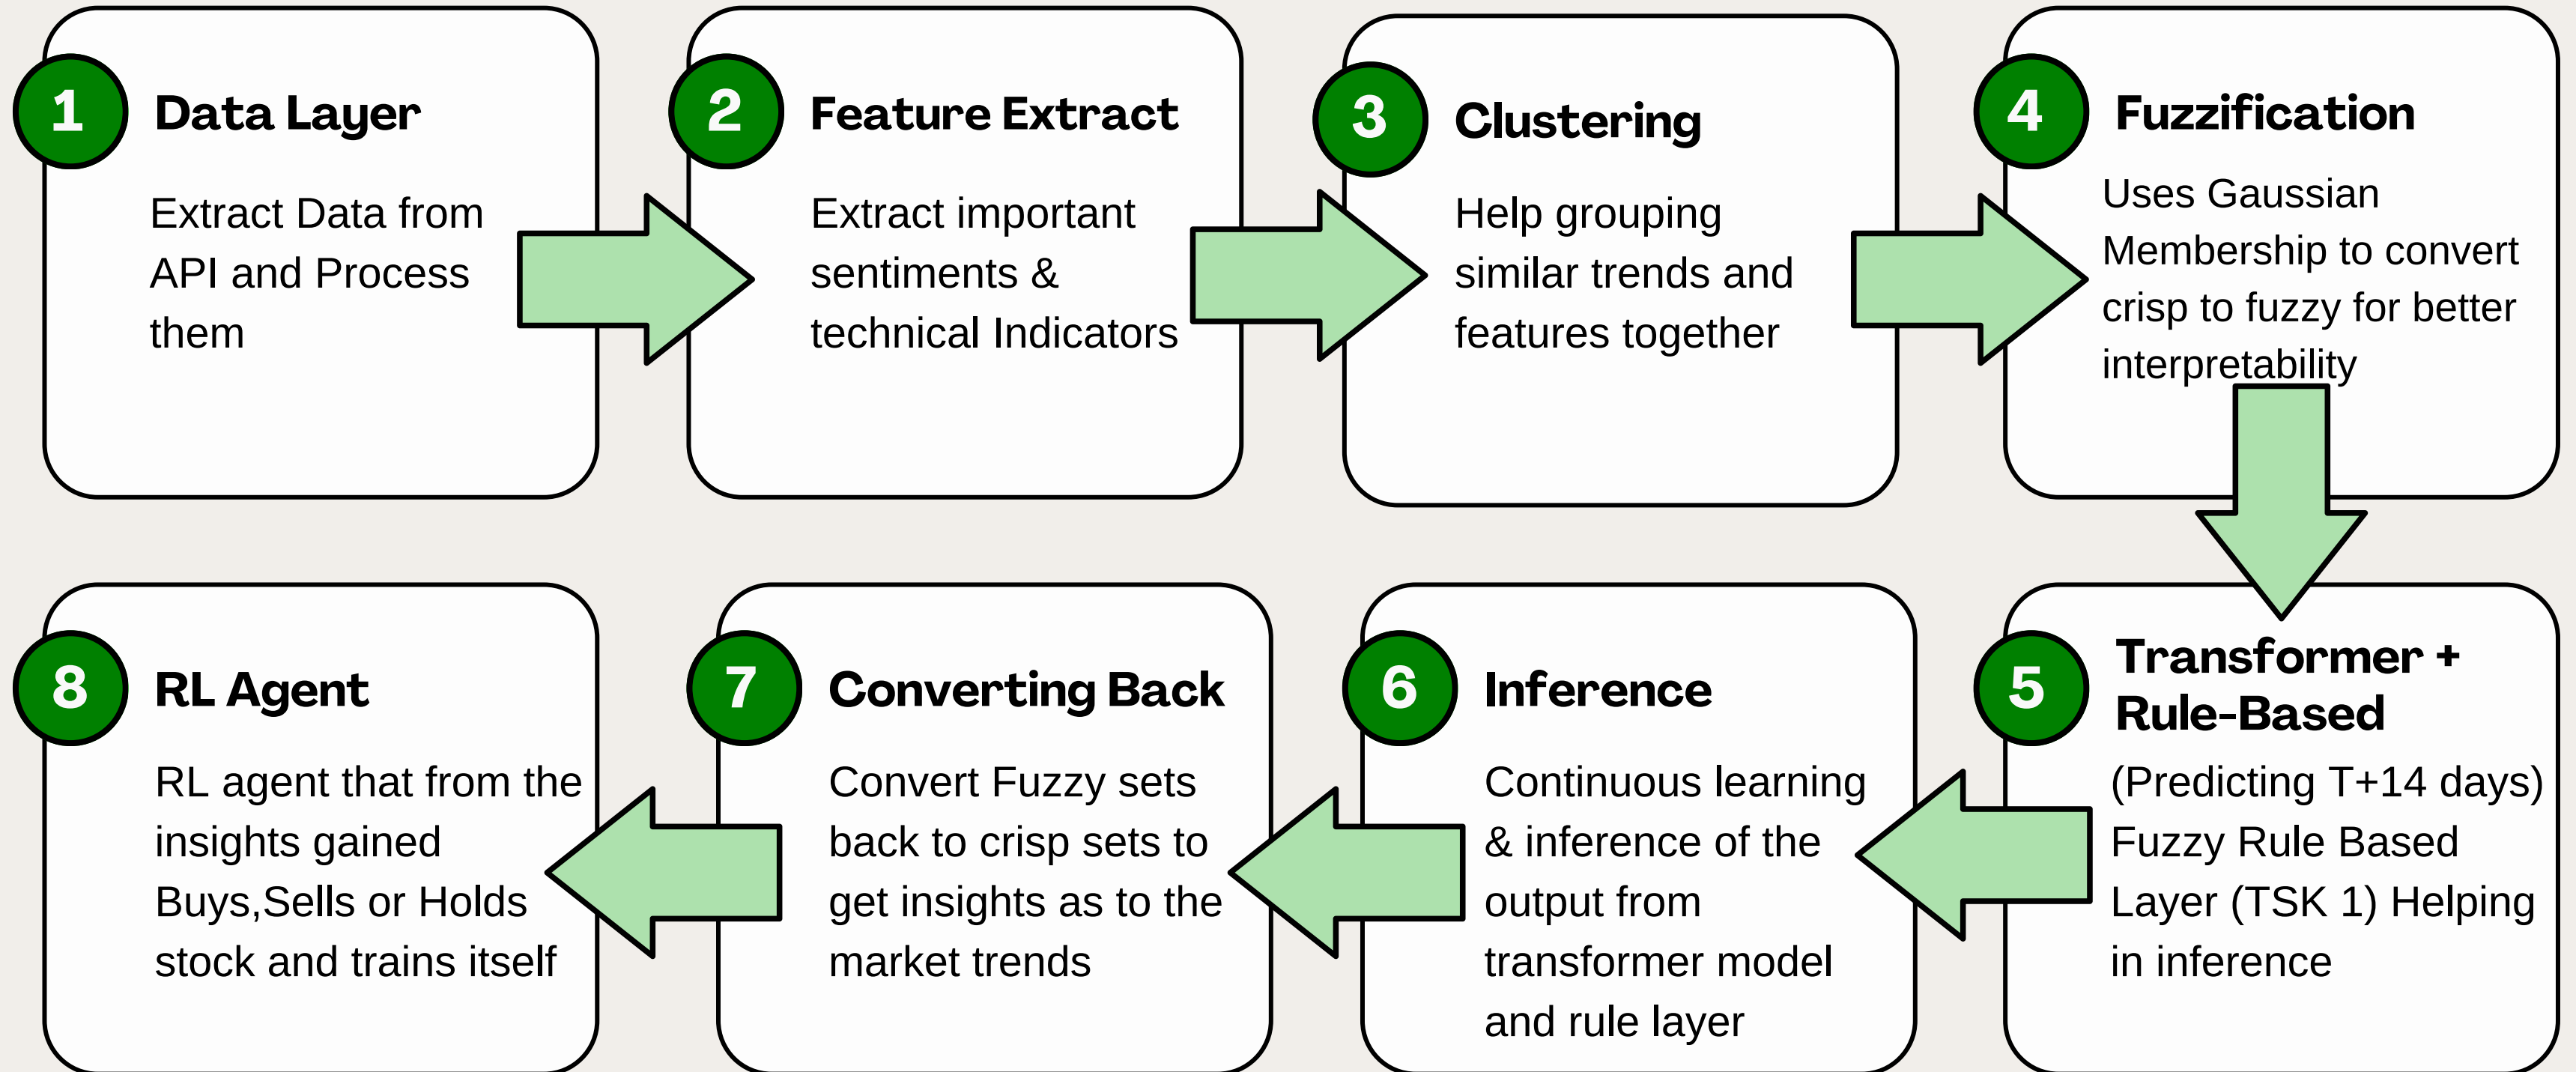 1
Data Layer
Extract Data from
API and Process
them
2
Feature Extract
Extract important
sentiments &
technical Indicators
3
Clustering
Help grouping
similar trends and
features together
4
Fuzzification
Uses Gaussian
Membership to convert
crisp to fuzzy for better
interpretability
5
Transformer +
Rule-Based
(Predicting T+14 days)
Fuzzy Rule Based
Layer (TSK 1) Helping
in inference
6
Inference
Continuous learning
& inference of the
output from
transformer model
and rule layer
7
Converting Back
Convert Fuzzy sets
back to crisp sets to
get insights as to the
market trends
8
RL Agent
RL agent that from the
insights gained
Buys,Sells or Holds
stock and trains itself